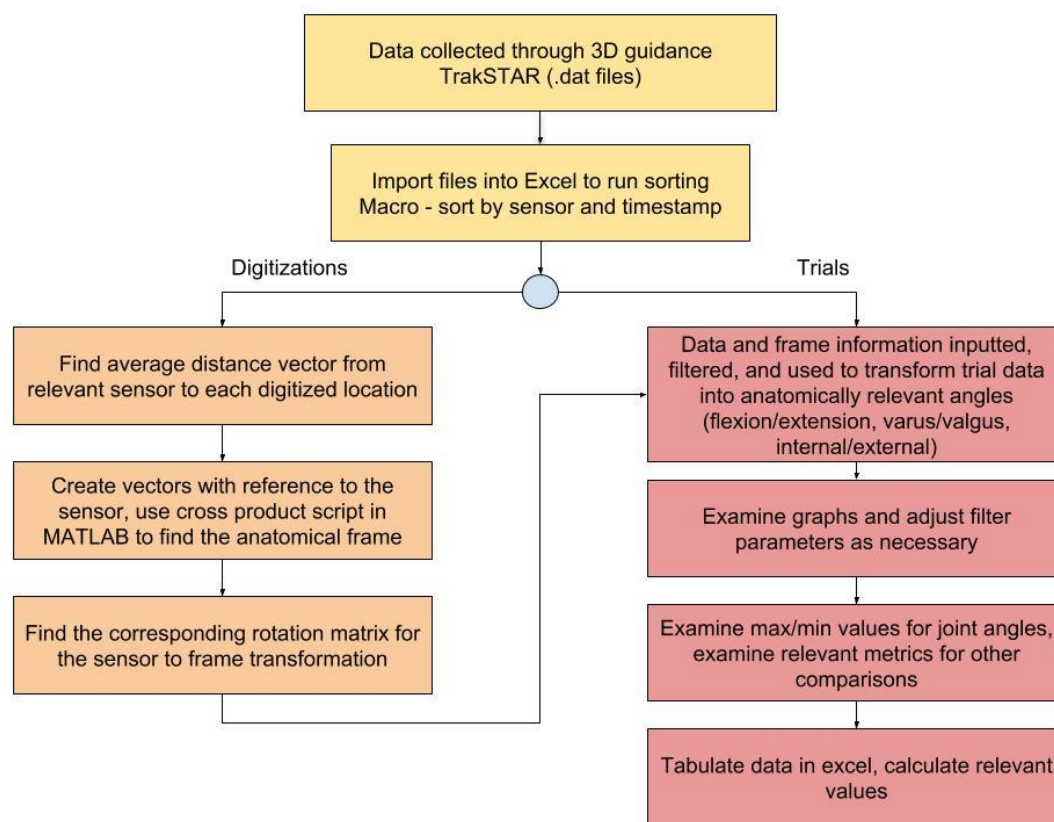 Data collected through 3D guidance
TrakSTAR (.dat files)
Import files into Excel to run sorting
Macro - sort by sensor and timestamp
Digitizations
Trials
Find average distance vector from
relevant sensor to each digitized location
Create vectors with reference to the
sensor, use cross product script in
MATLAB to find the anatomical frame
Find the corresponding rotation matrix for
the sensor to frame transformation
Data and frame information inputted,
filtered, and used to transform trial data
into anatomically relevant angles
(flexion/extension, varus/valgus,
internal/external)
Examine graphs and adjust filter
parameters as necessary
Examine max/min values for joint angles,
examine relevant metrics for other
comparisons
Tabulate data in excel, calculate relevant
values